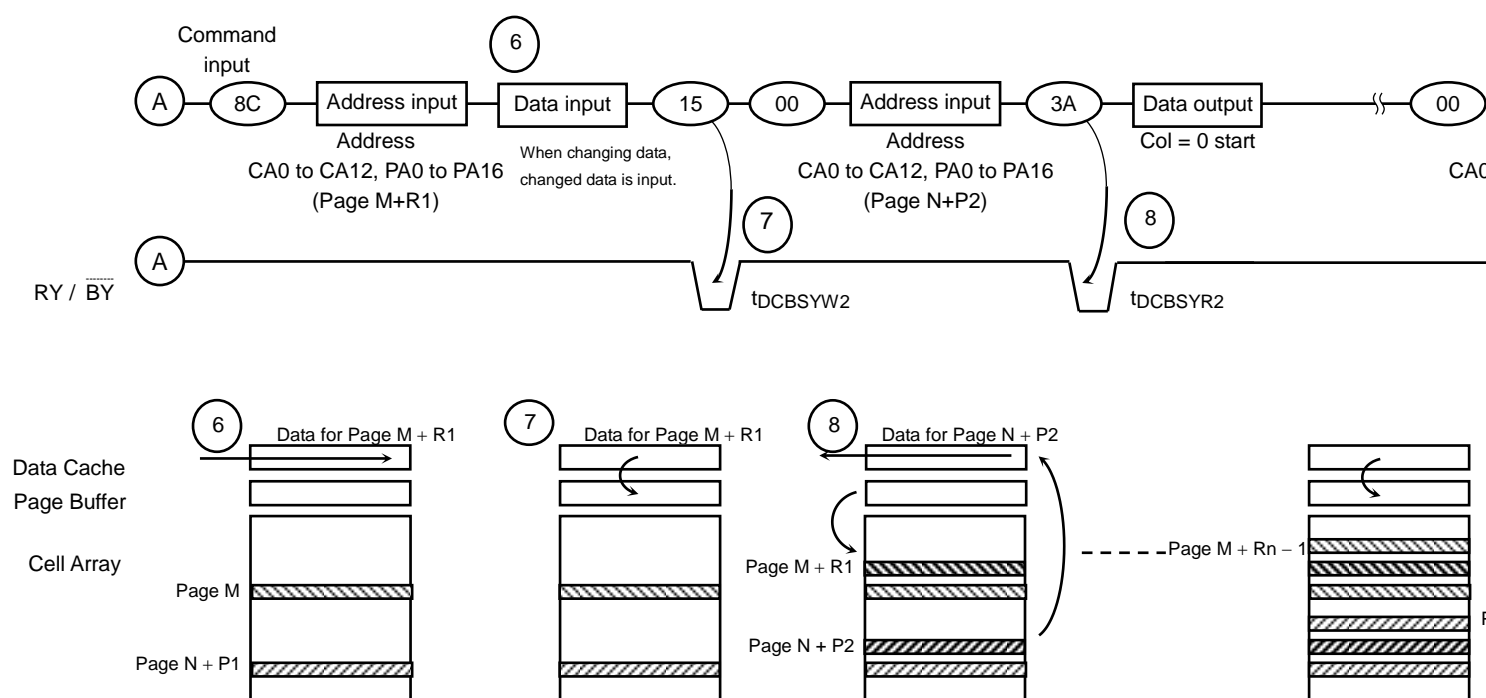 Command
input
6
A 8C Address input Data input 15 00 Address input 3A Data output 00
Address
CA0 to CA12, PA0 to PA16
(Page M+R1)
When changing data,
changed data is input.
Address
CA0 to CA12, PA0 to PA16
(Page N+P2)
Col = 0 start
CA0
7
8
A
RY / BY
tDCBSYW2
tDCBSYR2
6
Data for Page M + R1
7
Data for Page M + R1
8
Data for Page N + P2
Data Cache
Page Buffer
Cell Array
Page M
Page N + P1
Page M + R1
Page N + P2
Page M + Rn − 1